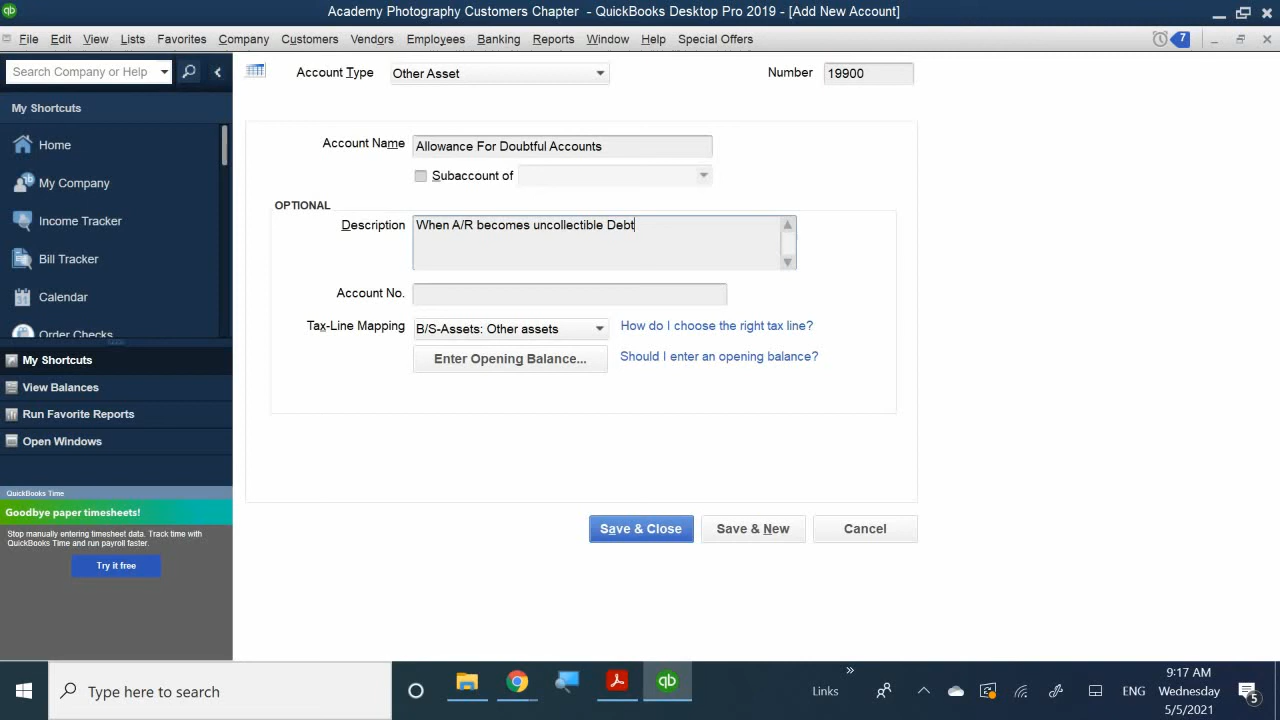 Academy Photography Customers Chapter - QuickBooks Desktop Pro 2019 - [Add New Account]
File Edit View Lists Favorites Company Customers Vendors Employees Banking Reports Window Help Special Offers 7
Search Company or Help
Account Type Other Asset Number 19900
My Shortcuts
Home
My Company
Income Tracker
Bill Tracker
Calendar
Order Checks
My Shortcuts
View Balances
Run Favorite Reports
Open Windows
QuickBooks Time
Goodbye paper timesheets!
Stop manually entering timesheet data. Track time with
QuickBooks Time and run payroll faster.
Try it free
Account Name Allowance For Doubtful Accounts
Subaccount of
OPTIONAL
Description When A/R becomes uncollectible Debt
Account No.
Tax-Line Mapping B/S-Assets: Other assets How do I choose the right tax line?
Enter Opening Balance... Should I enter an opening balance?
Save & Close Save & New Cancel
Type here to search
qb
Links
ENG
9:17 AM
Wednesday
5/5/2021
5